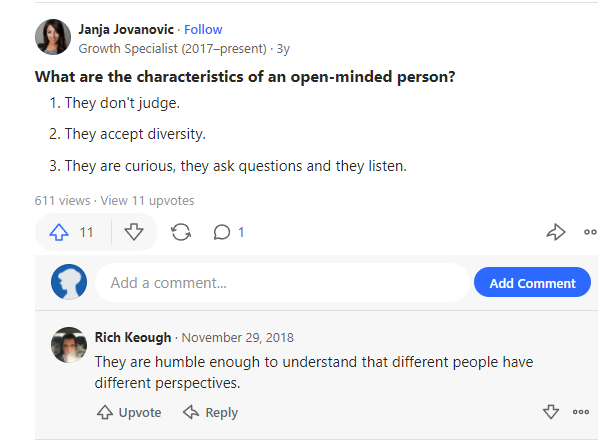 Janja Jovanovic · Follow
Growth Specialist (2017–present) · 3y
What are the characteristics of an open-minded person?
1. They don't judge.
2. They accept diversity.
3. They are curious, they ask questions and they listen.
611 views · View 11 upvotes
11
1
Add a comment...
Add Comment
Rich Keough · November 29, 2018
They are humble enough to understand that different people have
different perspectives.
Upvote
Reply